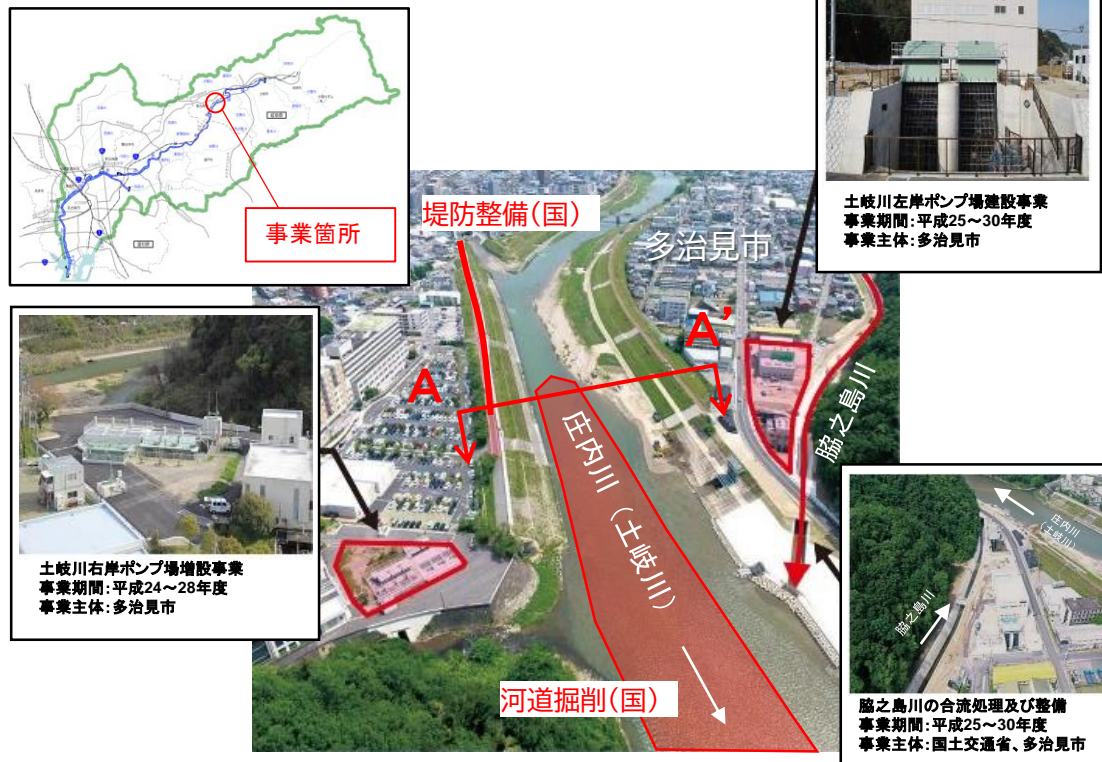 事業箇所
堤防整備(国)
多治見市
A
A’
脇之島川
庄内川（土岐川）
河道掘削(国)
土岐川左岸ポンプ場建設事業
事業期間:平成25～30年度
事業主体:多治見市
土岐川右岸ポンプ場増設事業
事業期間:平成24～28年度
事業主体:多治見市
庄内川
(土岐川)
脇之島川
脇之島川の合流処理及び整備
事業期間:平成25～30年度
事業主体:国土交通省、多治見市